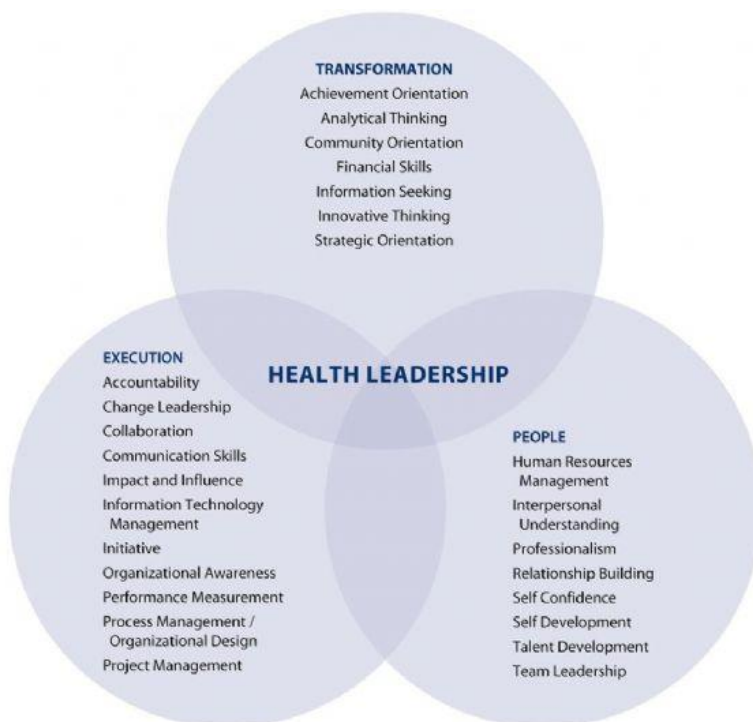 TRANSFORMATION
Achievement Orientation
Analytical Thinking
Community Orientation
Financial Skills
Information Seeking
Innovative Thinking
Strategic Orientation
HEALTH LEADERSHIP
EXECUTION
Accountability
Change Leadership
Collaboration
Communication Skills
Impact and Influence
Information Technology
Management
Initiative
Organizational Awareness
Performance Measurement
Process Management /
Organizational Design
Project Management
PEOPLE
Human Resources
Management
Interpersonal
Understanding
Professionalism
Relationship Building
Self Confidence
Self Development
Talent Development
Team Leadership